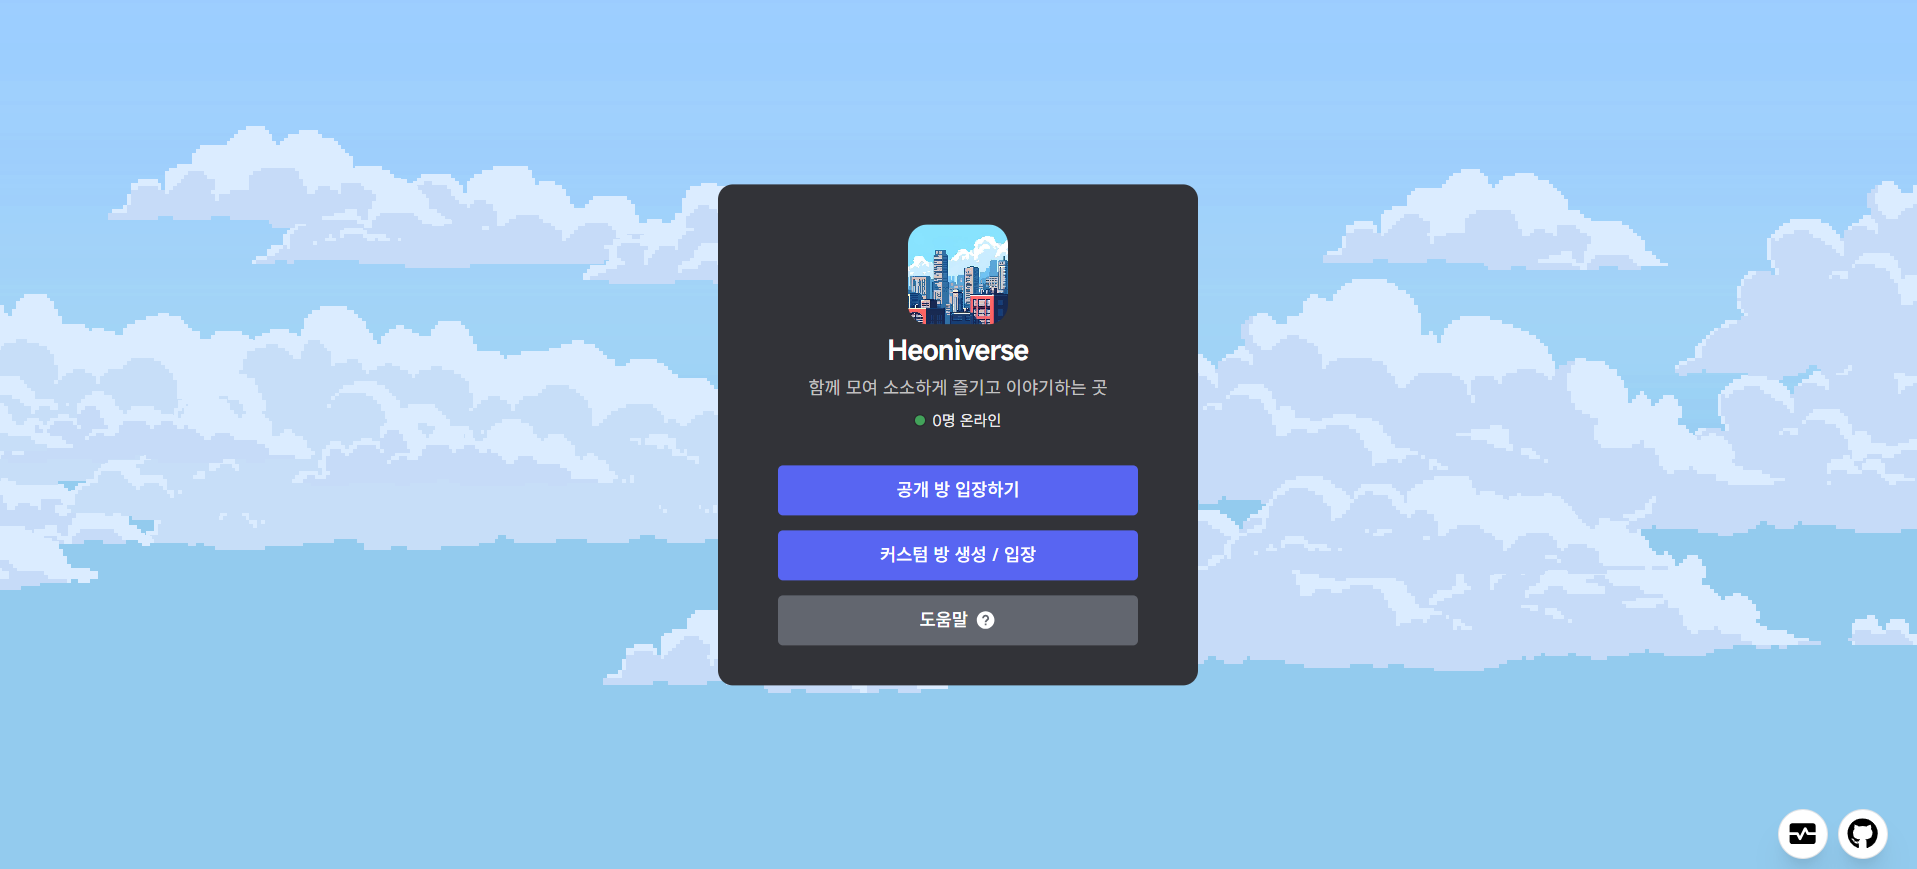 Heoniverse
함께 모여 소소하게 즐기고 이야기하는 곳
0명 온라인
공개 방 입장하기
커스텀 방 생성 / 입장
도움말 ?